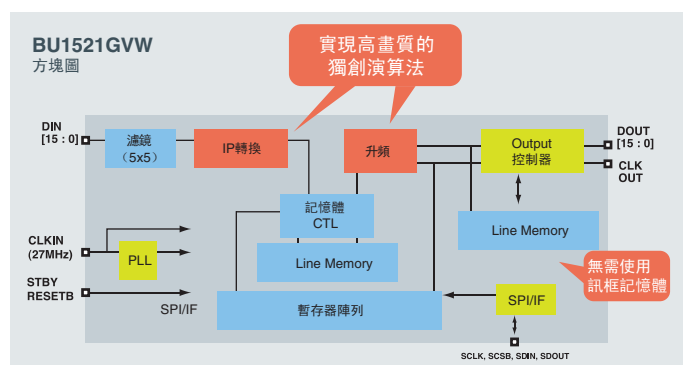 BU1521GVW
方塊圖
實現高畫質的
獨創演算法
DIN
[15 : 0]
濾鏡
（5x5）
IP轉換
升頻
Output
控制器
DOUT
[15 : 0]
CLK
OUT
記憶體
CTL
Line Memory
Line Memory
CLKIN
(27MHz)
PLL
STBY
RESETB
SPI/IF
暫存器陣列
SPI/IF
無需使用
訊框記憶體
SCLK, SCSB, SDIN, SDOUT